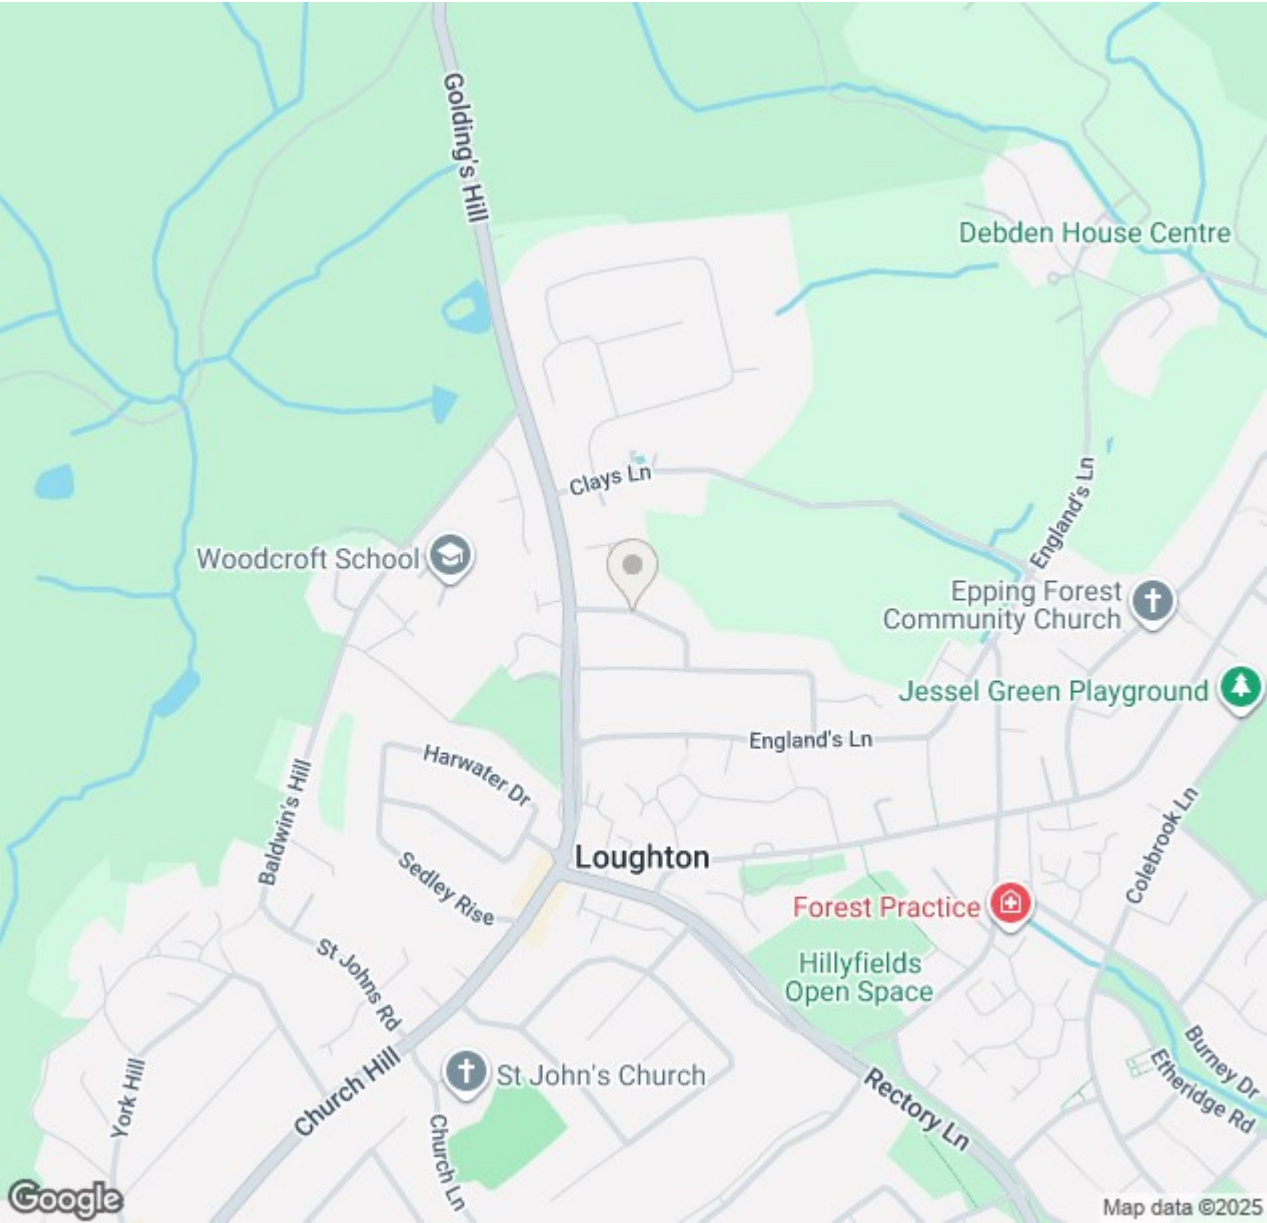 Golding's Hill
Debden House Centre
Clays Ln
England's Ln
Woodcroft School
Epping Forest
Community Church
Jessel Green Playground
England's Ln
Harwater Dr
Baldwin's Hill
Colebrook Ln
Loughton
Sedley Rise
Forest Practice
St Johns Rd
Hillyfields
Open Space
York Hill
Church Hill
St John's Church
Rectory Ln
Burney Dr
Etheridge Rd
Church Ln
Google
Map data ©2025